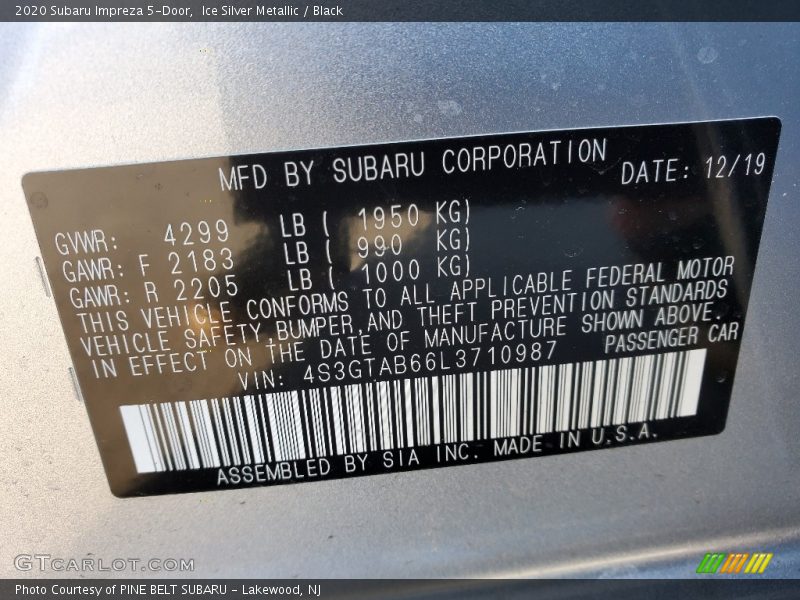 2020 Subaru Impreza 5-Door, Ice Silver Metallic / Black
MFD BY SUBARU CORPORATION
DATE: 12/19
GVWR: 4299 LB ( 1950 KG)
GAWR: F 2183 LB ( 990 KG)
GAWR: R 2205 LB ( 1000 KG)
THIS VEHICLE CONFORMS TO ALL APPLICABLE FEDERAL MOTOR
VEHICLE SAFETY,BUMPER,AND THEFT PREVENTION STANDARDS
IN EFFECT ON THE DATE OF MANUFACTURE SHOWN ABOVE.
VIN: 4S3GTAB66L3710987 PASSENGER CAR
ASSEMBLED BY SIA INC. MADE IN U.S.A.
GTCARLOT.COM
Photo Courtesy of PINE BELT SUBARU - Lakewood, NJ